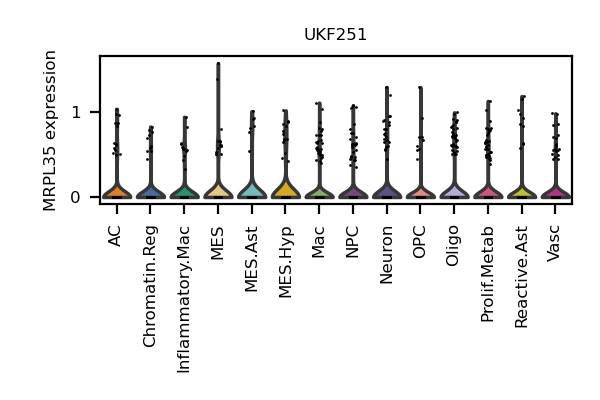 UKF251
MRPL35 expression
1
0
AC
Chromatin.Reg
Inflammatory.Mac
MES
MES.Ast
MES.Hyp
Mac
NPC
Neuron
OPC
Oligo
Prolif.Metab
Reactive.Ast
Vasc